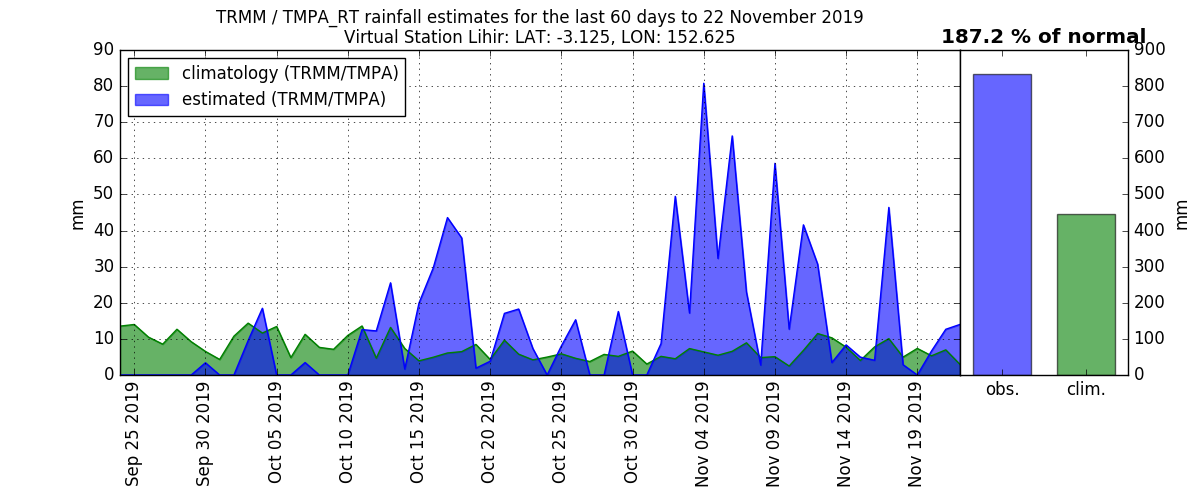 TRMM / TMPA_RT rainfall estimates for the last 60 days to 22 November 2019
Virtual Station Lihir: LAT: -3.125, LON: 152.625
187.2 % of normal
climatology (TRMM/TMPA)
estimated (TRMM/TMPA)
90
80
70
60
50
40
30
20
10
0
mm
Sep 25 2019
Sep 30 2019
Oct 05 2019
Oct 10 2019
Oct 15 2019
Oct 20 2019
Oct 25 2019
Oct 30 2019
Nov 04 2019
Nov 09 2019
Nov 14 2019
Nov 19 2019
obs.
clim.
900
800
700
600
500
400
300
200
100
0
mm